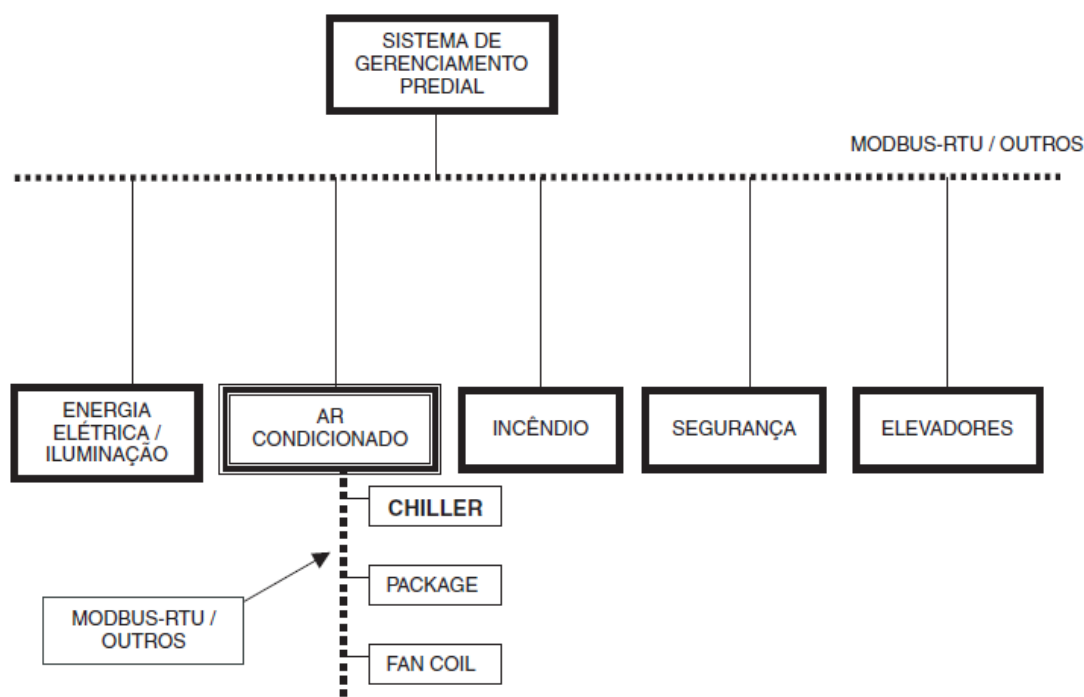 SISTEMA DE
GERENCIAMENTO
PREDIAL
MODBUS-RTU / OUTROS
ENERGIA
ELÉTRICA /
ILUMINAÇÃO
AR
CONDICIONADO
INCÊNDIO
SEGURANÇA
ELEVADORES
CHILLER
PACKAGE
MODBUS-RTU /
OUTROS
FAN COIL